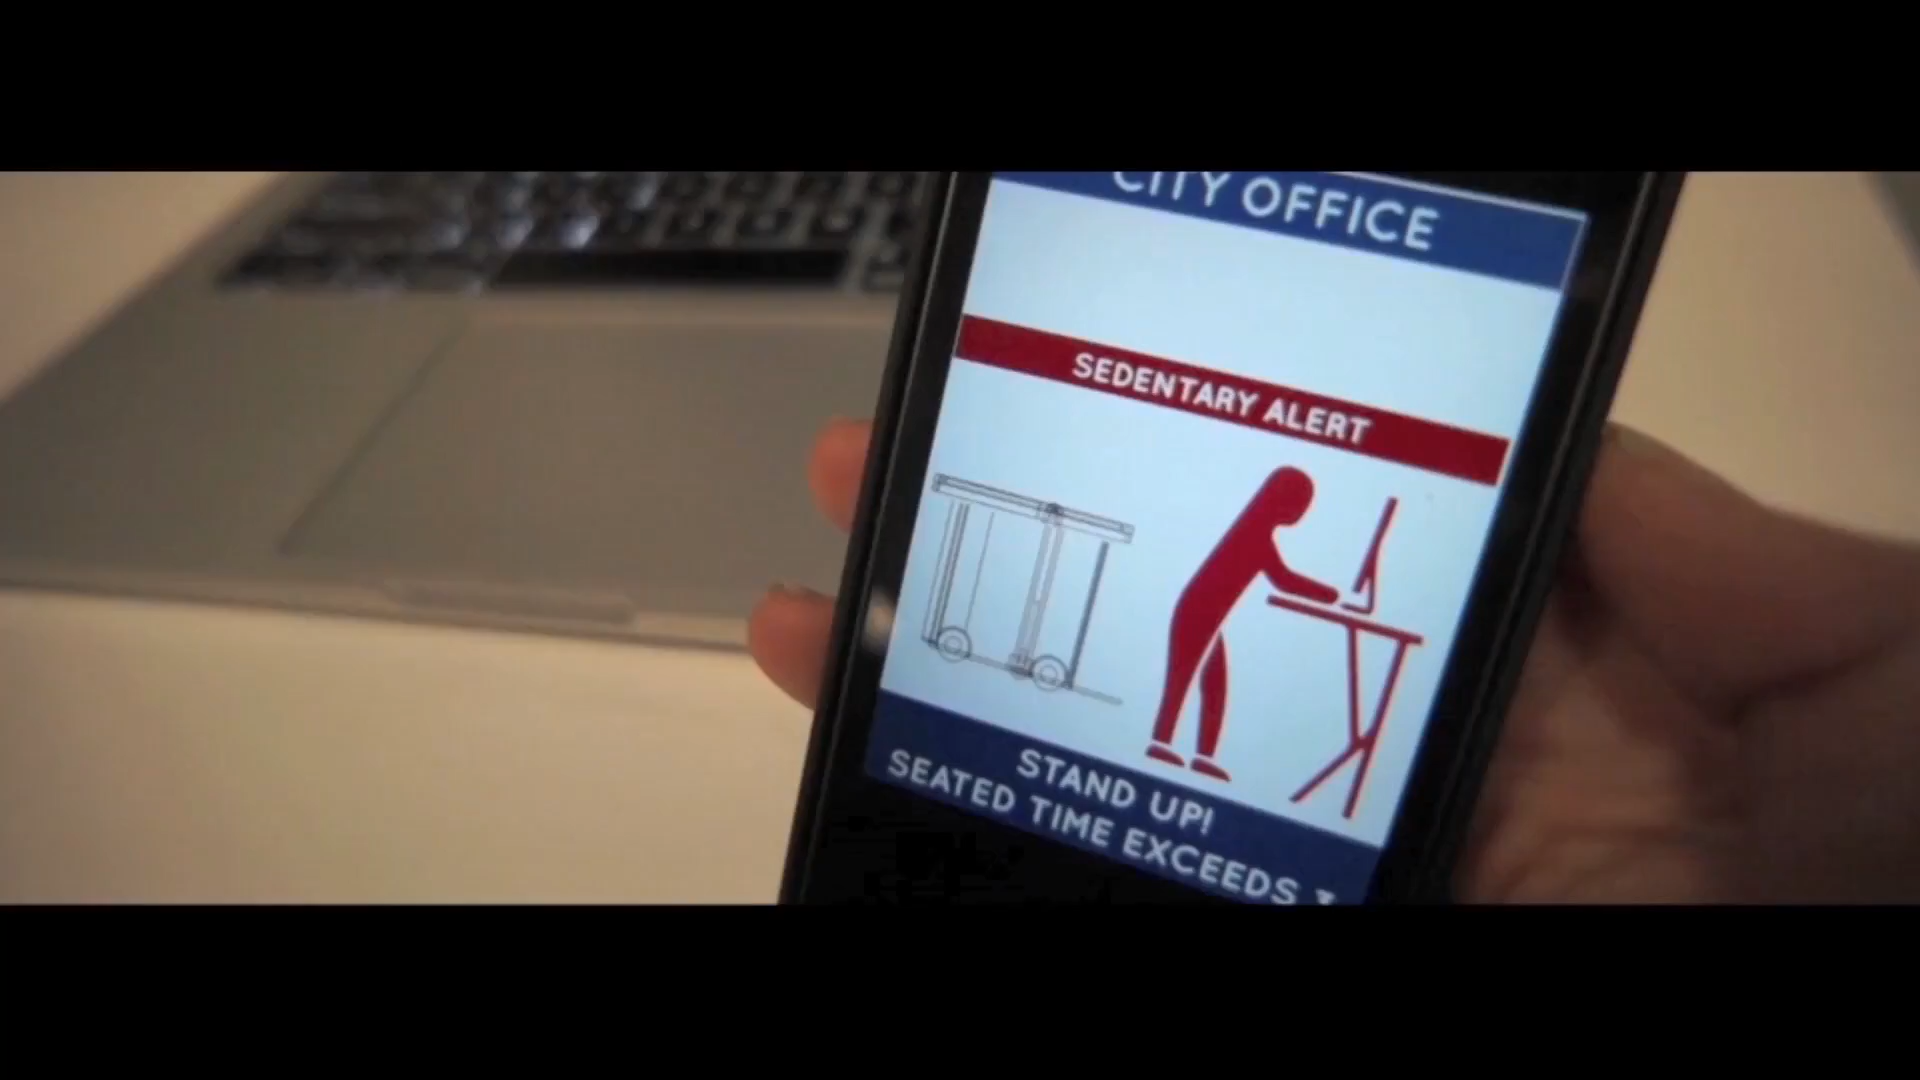 CITY OFFICE
SEDENTARY ALERT
STAND UP!
SEATED TIME EXCEEDS